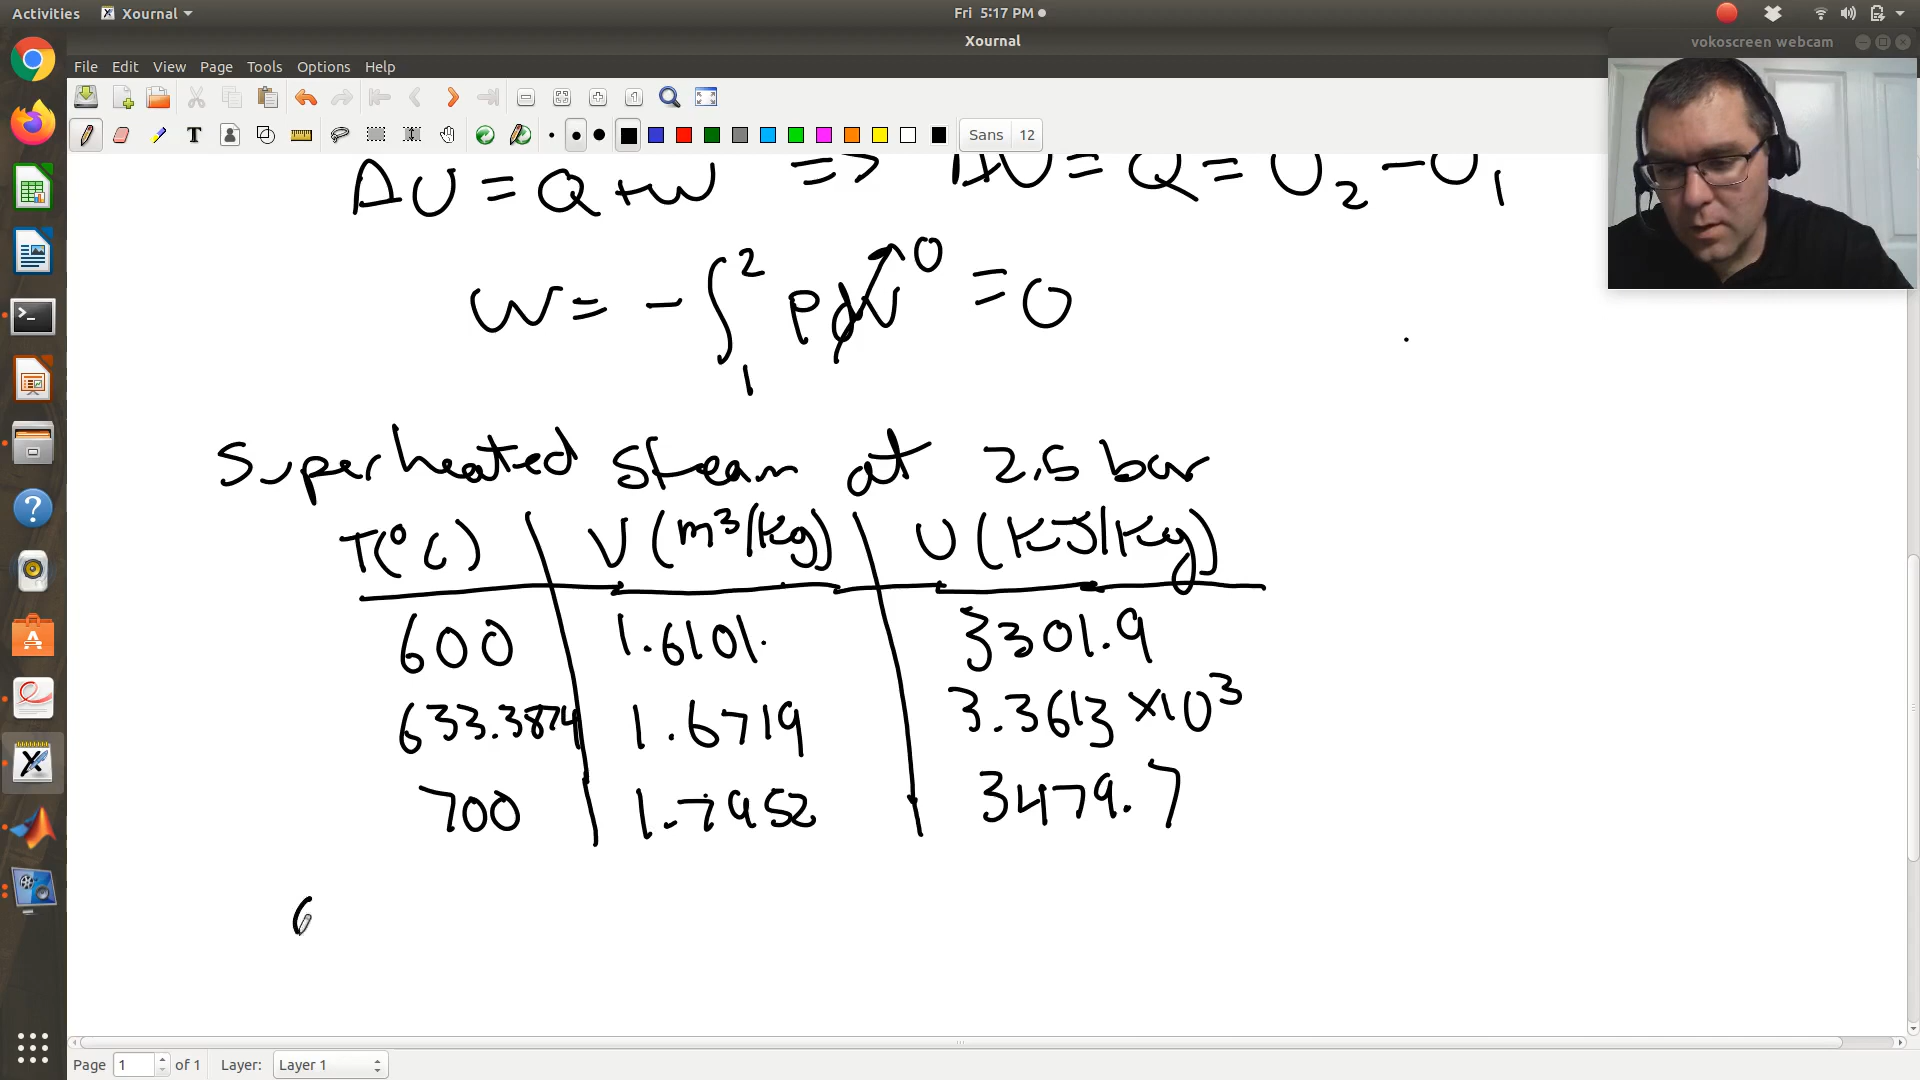 Activities Xournal Fri 5:17 PM
Xournal
vokoscreen webcam
File Edit View Page Tools Options Help
Sans 12
ΔU = Q + W => ΔU = Q = U₂ - U₁
W = - ∫₁² P dV⁰ = 0
Superheated Steam at 2.5 bar
T(°C) V (m³/kg) U (KJ/Kg)
600 1.6101.
3301.9
633.3874 1.6719 3.3613 ×10³
700 1.7952 3479.7
6
Page 1 of 1 Layer: Layer 1